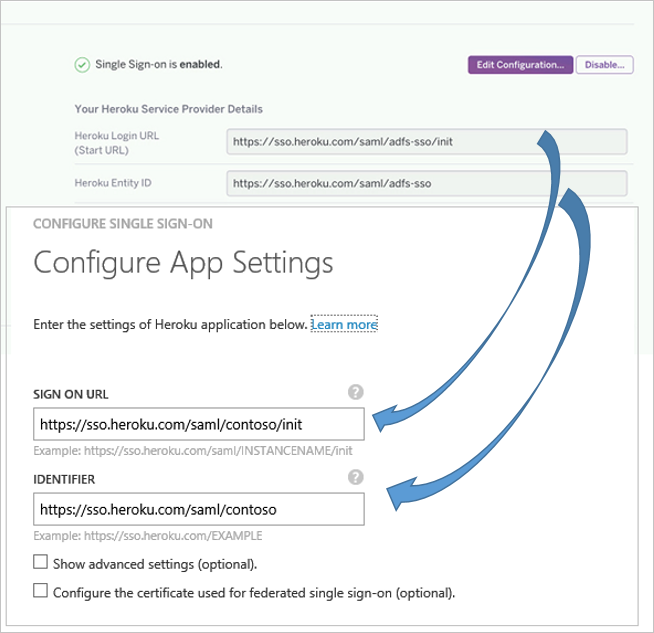 Single Sign-on is enabled.
Edit Configuration...
Disable...
Your Heroku Service Provider Details
Heroku Login URL
(Start URL)
https://sso.heroku.com/saml/adfs-sso/init
Heroku Entity ID
https://sso.heroku.com/saml/adfs-sso
CONFIGURE SINGLE SIGN-ON
Configure App Settings
Enter the settings of Heroku application below. Learn more
SIGN ON URL
?
https://sso.heroku.com/saml/contoso/init
Example: https://sso.heroku.com/saml/INSTANCENAME/init
IDENTIFIER
?
https://sso.heroku.com/saml/contoso
Example: https://sso.heroku.com/EXAMPLE
Show advanced settings (optional).
Configure the certificate used for federated single sign-on (optional).